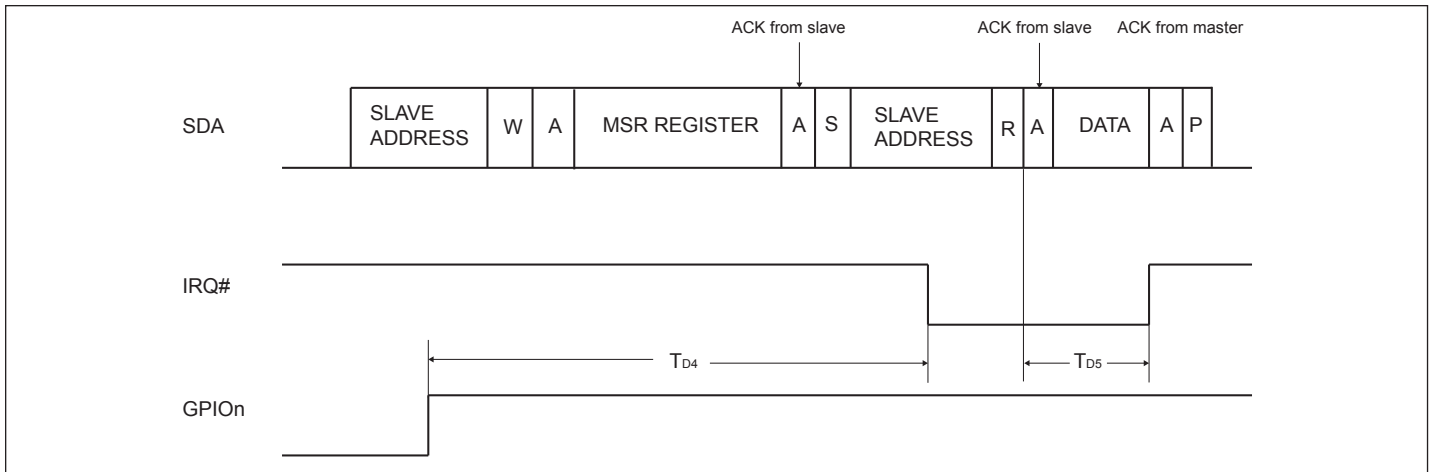 ACK from slave ACK from slave ACK from master
SDA
SLAVE ADDRESS W A MSR REGISTER A S SLAVE ADDRESS R A DATA A P
IRQ#
TD4 TD5
GPIOn